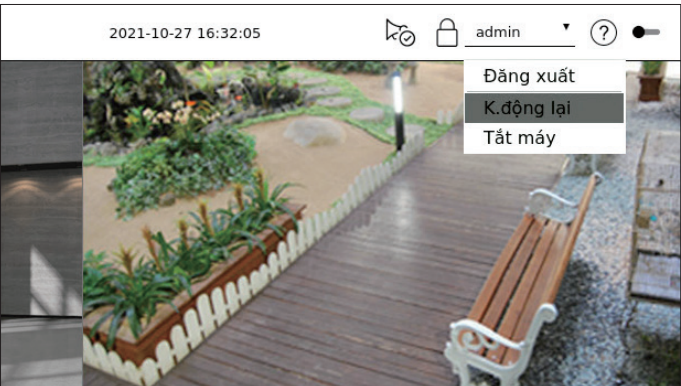 2021-10-27 16:32:05
admin
?
Đăng xuất
K.động lại
Tắt máy